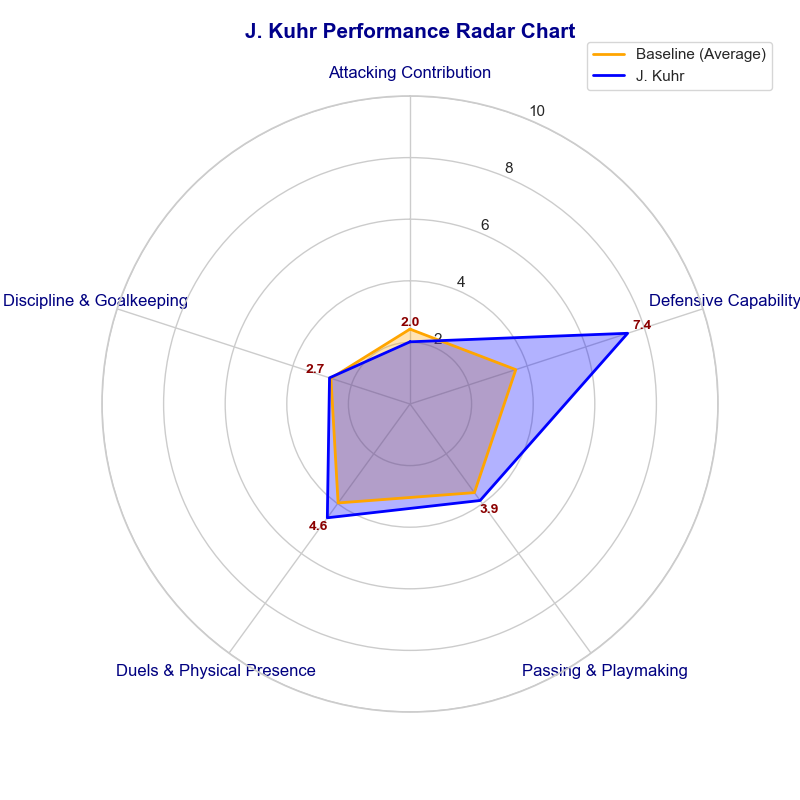 J. Kuhr Performance Radar Chart
Baseline (Average)
J. Kuhr
Attacking Contribution
10
8
6
4
2
Discipline & Goalkeeping
Defensive Capability
2.0
7.4
2.7
3.9
4.6
Duels & Physical Presence
Passing & Playmaking